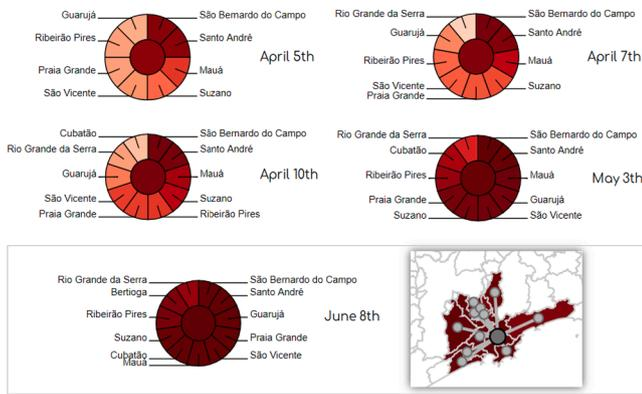 Guarujá
São Bernardo do Campo
Ribeirão Pires
Santo André
Praia Grande
Mauá
São Vicente
Suzano
April 5th
Rio Grande da Serra
São Bernardo do Campo
Guarujá
Santo André
Ribeirão Pires
Mauá
São Vicente
Suzano
Praia Grande
April 7th
Cubatão
São Bernardo do Campo
Rio Grande da Serra
Santo André
Guarujá
Mauá
São Vicente
Suzano
Praia Grande
Ribeirão Pires
April 10th
Rio Grande da Serra
São Bernardo do Campo
Cubatão
Santo André
Ribeirão Pires
Mauá
Praia Grande
Guarujá
Suzano
São Vicente
May 3th
Rio Grande da Serra
São Bernardo do Campo
Bertioga
Santo André
Ribeirão Pires
Guarujá
Suzano
Praia Grande
Cubatão
São Vicente
Mauá
June 8th